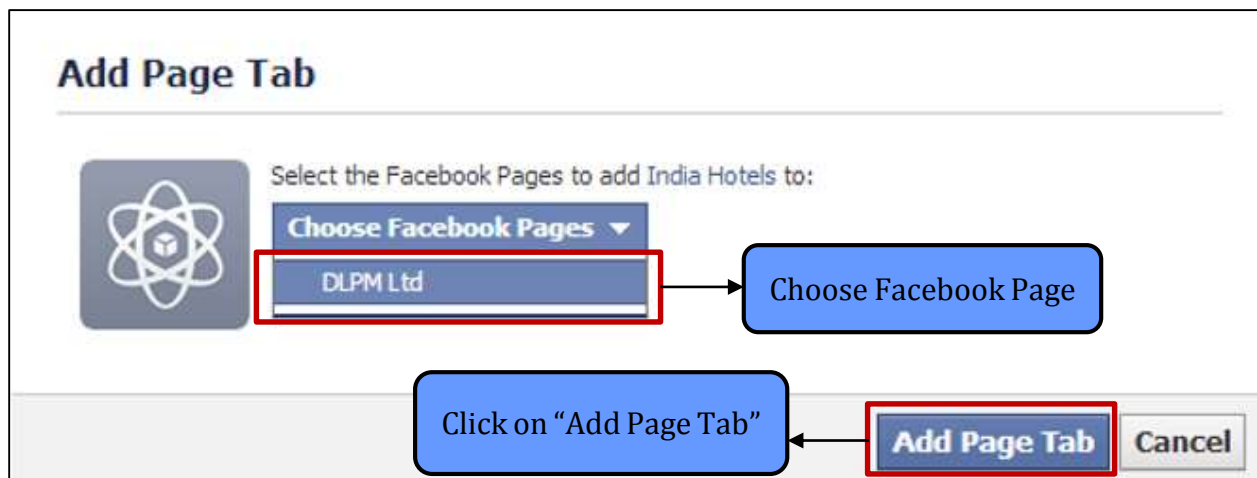 Add Page Tab
Select the Facebook Pages to add India Hotels to:
Choose Facebook Pages
DLPM Ltd
Choose Facebook Page
Click on “Add Page Tab”
Add Page Tab
Cancel